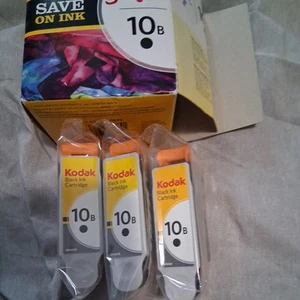 SAVE
ON INK
10B
Kodak
Black Ink
Cartridge
10B
Kodak
Black Ink
Cartridge
10B
Kodak
Black Ink
Cartridge
10B